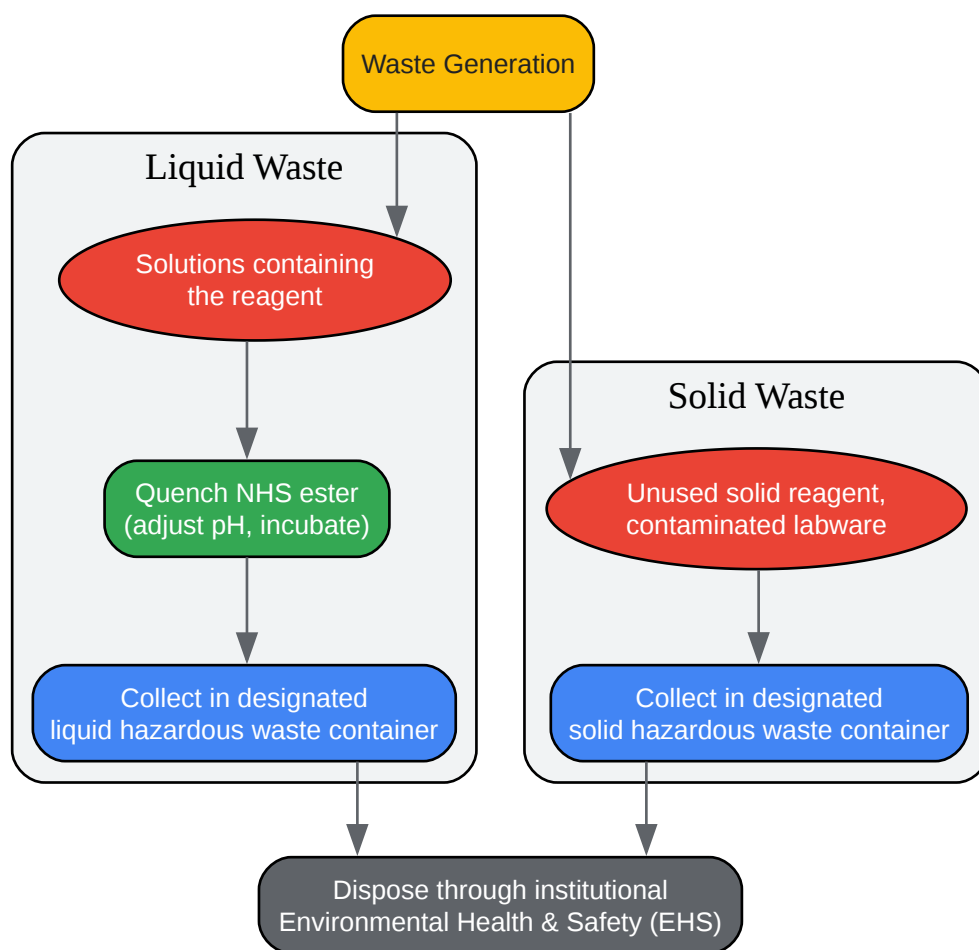 Waste Generation
Liquid Waste
Solutions containing
the reagent
Quench NHS ester
(adjust pH, incubate)
Collect in designated
liquid hazardous waste container
Solid Waste
Unused solid reagent,
contaminated labware
Collect in designated
solid hazardous waste container
Dispose through institutional
Environmental Health & Safety (EHS)